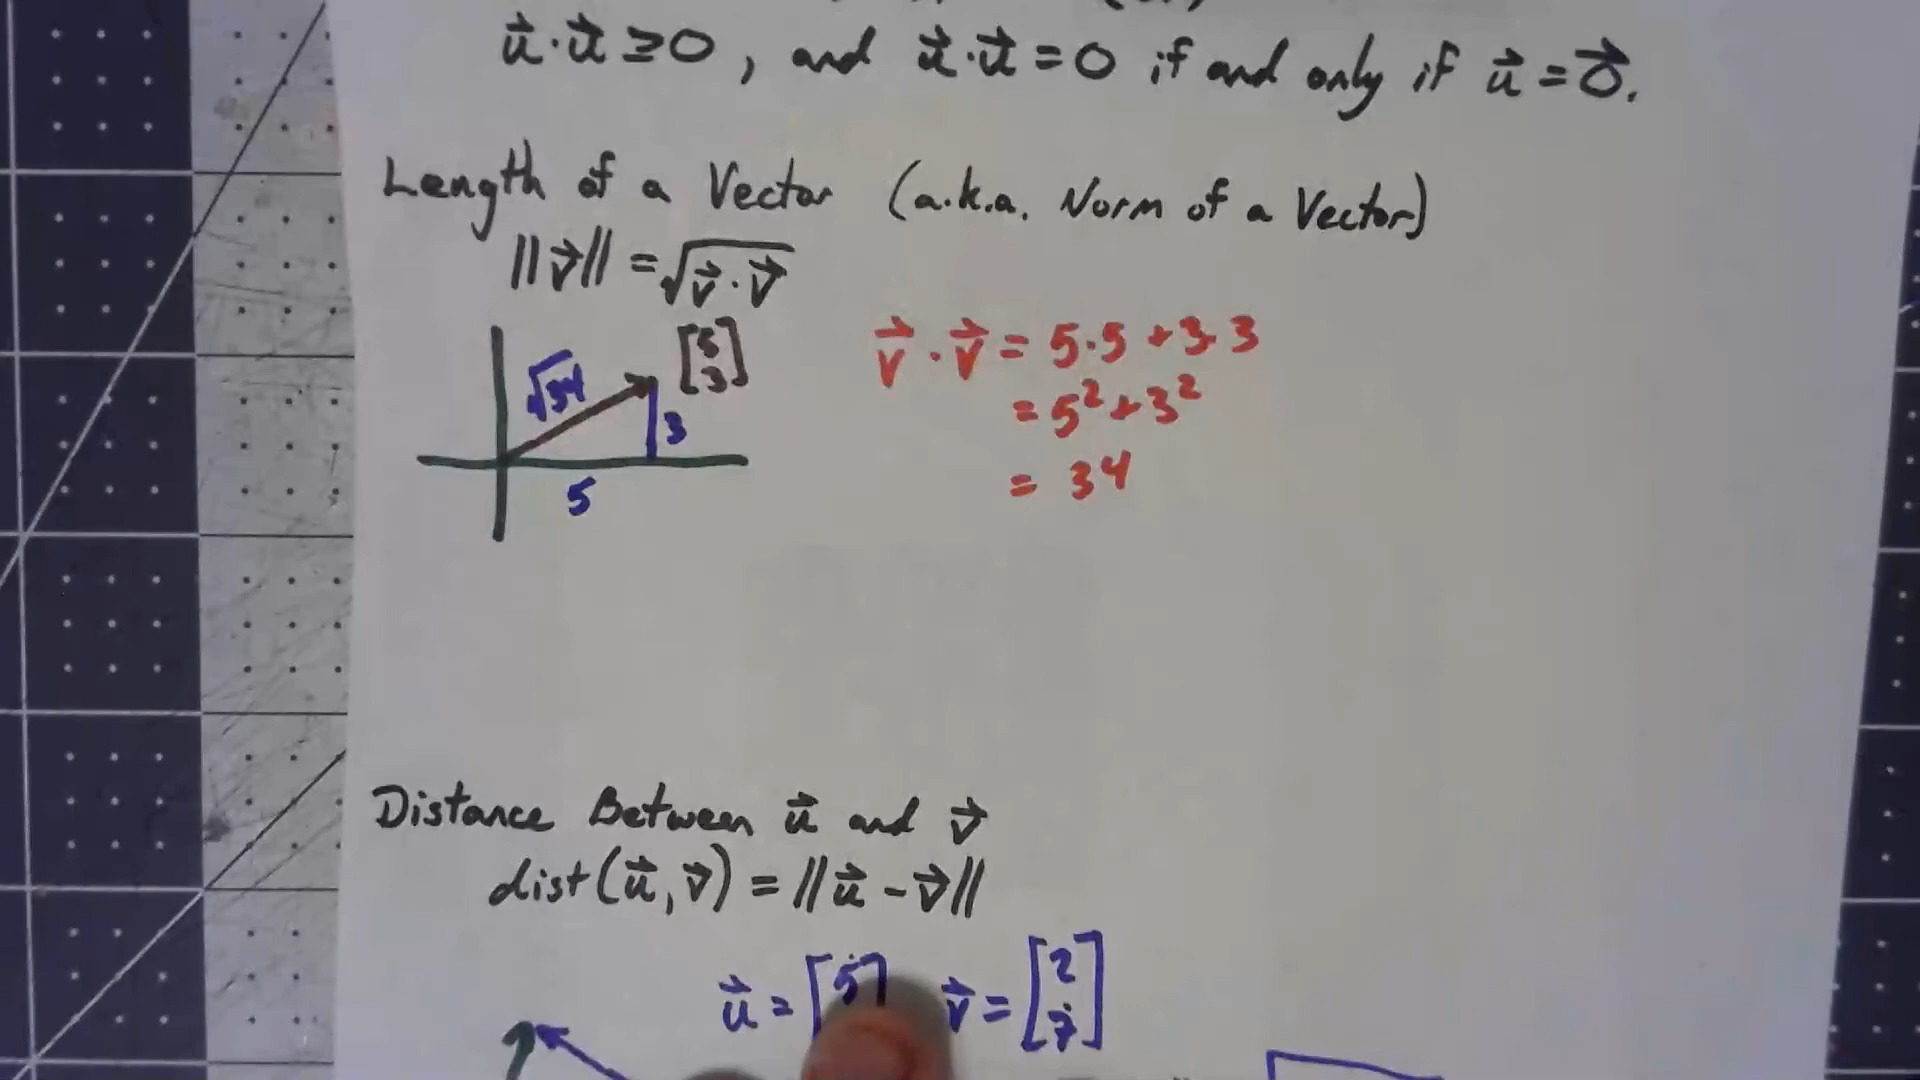 u⃗·u⃗ ≥ 0, and u⃗·u⃗ = 0 if and only if u⃗ = 0⃗.
Length of a Vector (a.k.a. Norm of a Vector)
||v⃗|| = √(v⃗·v⃗)
[5
3]
√34
3
5
v⃗·v⃗ = 5·5 + 3 3
= 5² + 3²
= 34
Distance Between u⃗ and v⃗
dist(u⃗, v⃗) = ||u⃗ - v⃗||
u⃗ = [5 v⃗ = [2
7]